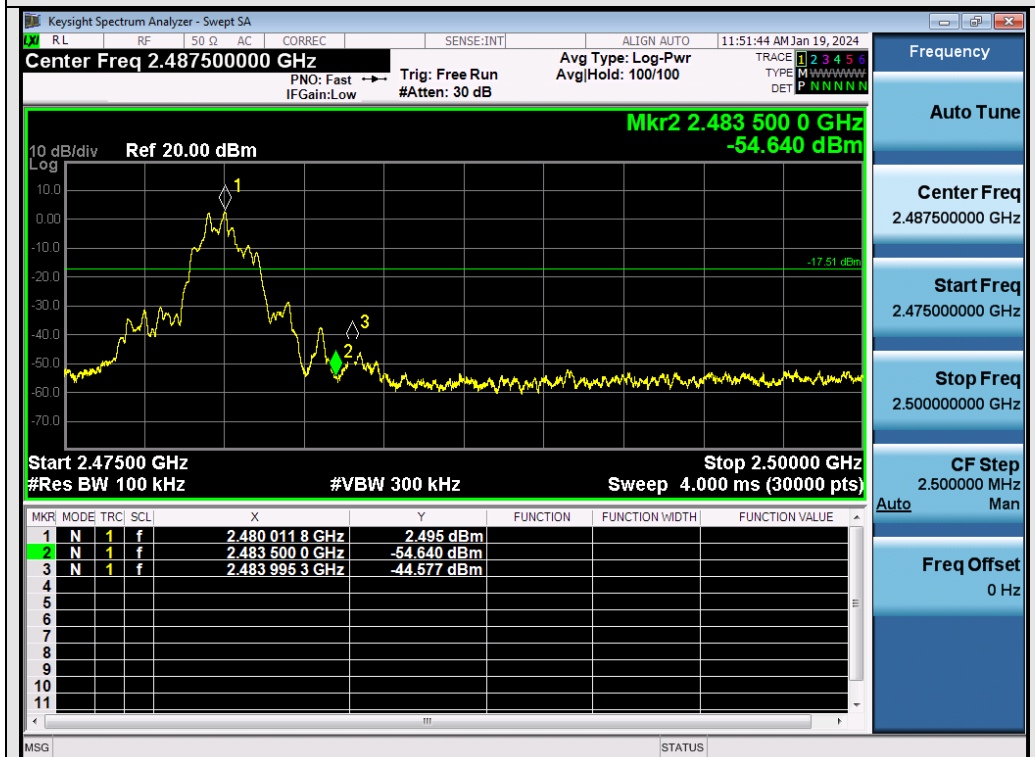 Keysight Spectrum Analyzer - Swept SA
LXI RL RF 50 Ω AC CORREC SENSE:INT ALIGN AUTO 11:51:44 AM Jan 19, 2024
Center Freq 2.487500000 GHz
PNO: Fast
IFGain:Low
Trig: Free Run
#Atten: 30 dB
Avg Type: Log-Pwr
Avg|Hold: 100/100
TRACE 1 2 3 4 5 6
TYPE M WWWWW
DET P N N N N N
Mkr2 2.483 500 0 GHz
-54.640 dBm
10 dB/div Ref 20.00 dBm
Log
10.0
0.00
-10.0
-20.0
-30.0
-40.0
-50.0
-60.0
-70.0
1
2
3
-17.51 dBm
Start 2.47500 GHz Stop 2.50000 GHz
#Res BW 100 kHz #VBW 300 kHz Sweep 4.000 ms (30000 pts)
MKR MODE TRC SCL X Y FUNCTION FUNCTION WIDTH FUNCTION VALUE
1 N 1 f 2.480 011 8 GHz 2.495 dBm
2 N 1 f 2.483 500 0 GHz -54.640 dBm
3 N 1 f 2.483 995 3 GHz -44.577 dBm
4
5
6
7
8
9
10
11
MSG STATUS
Frequency
Auto Tune
Center Freq
2.487500000 GHz
Start Freq
2.475000000 GHz
Stop Freq
2.500000000 GHz
CF Step
2.500000 MHz
Auto Man
Freq Offset
0 Hz